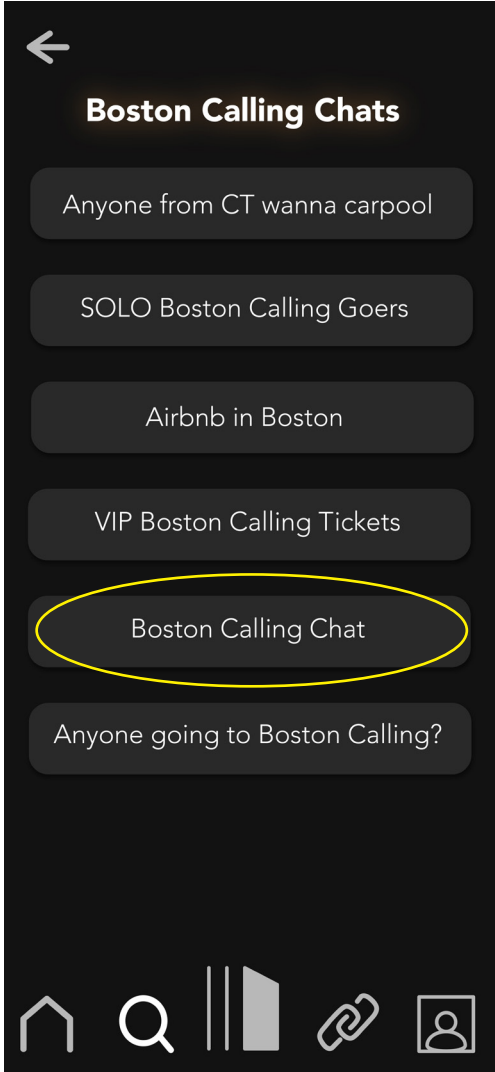 Boston Calling Chats
Anyone from CT wanna carpool
SOLO Boston Calling Goers
Airbnb in Boston
VIP Boston Calling Tickets
Boston Calling Chat
Anyone going to Boston Calling?